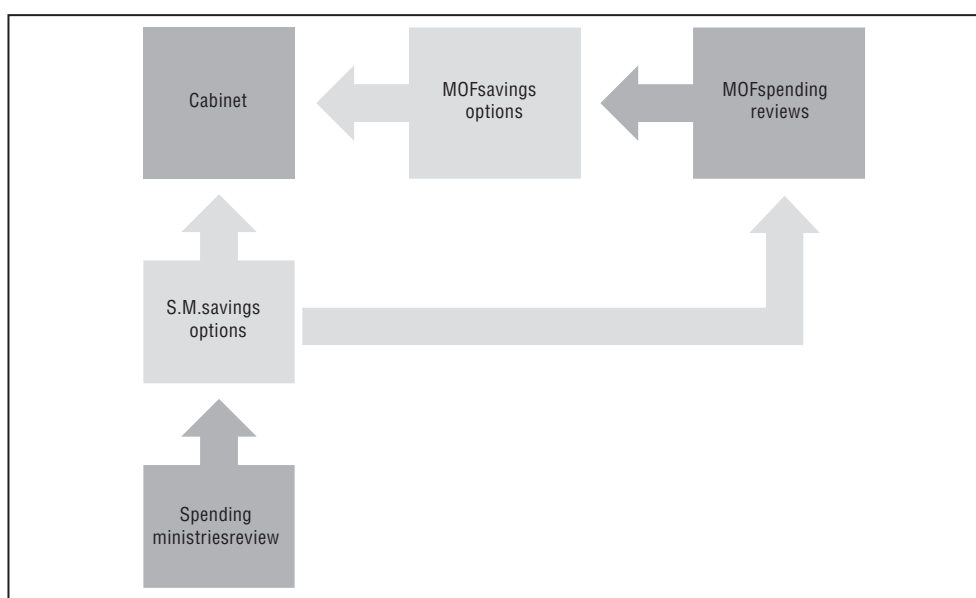 Cabinet
MOFsavings
options
MOFspending
reviews
S.M.savings
options
Spending
ministriesreview